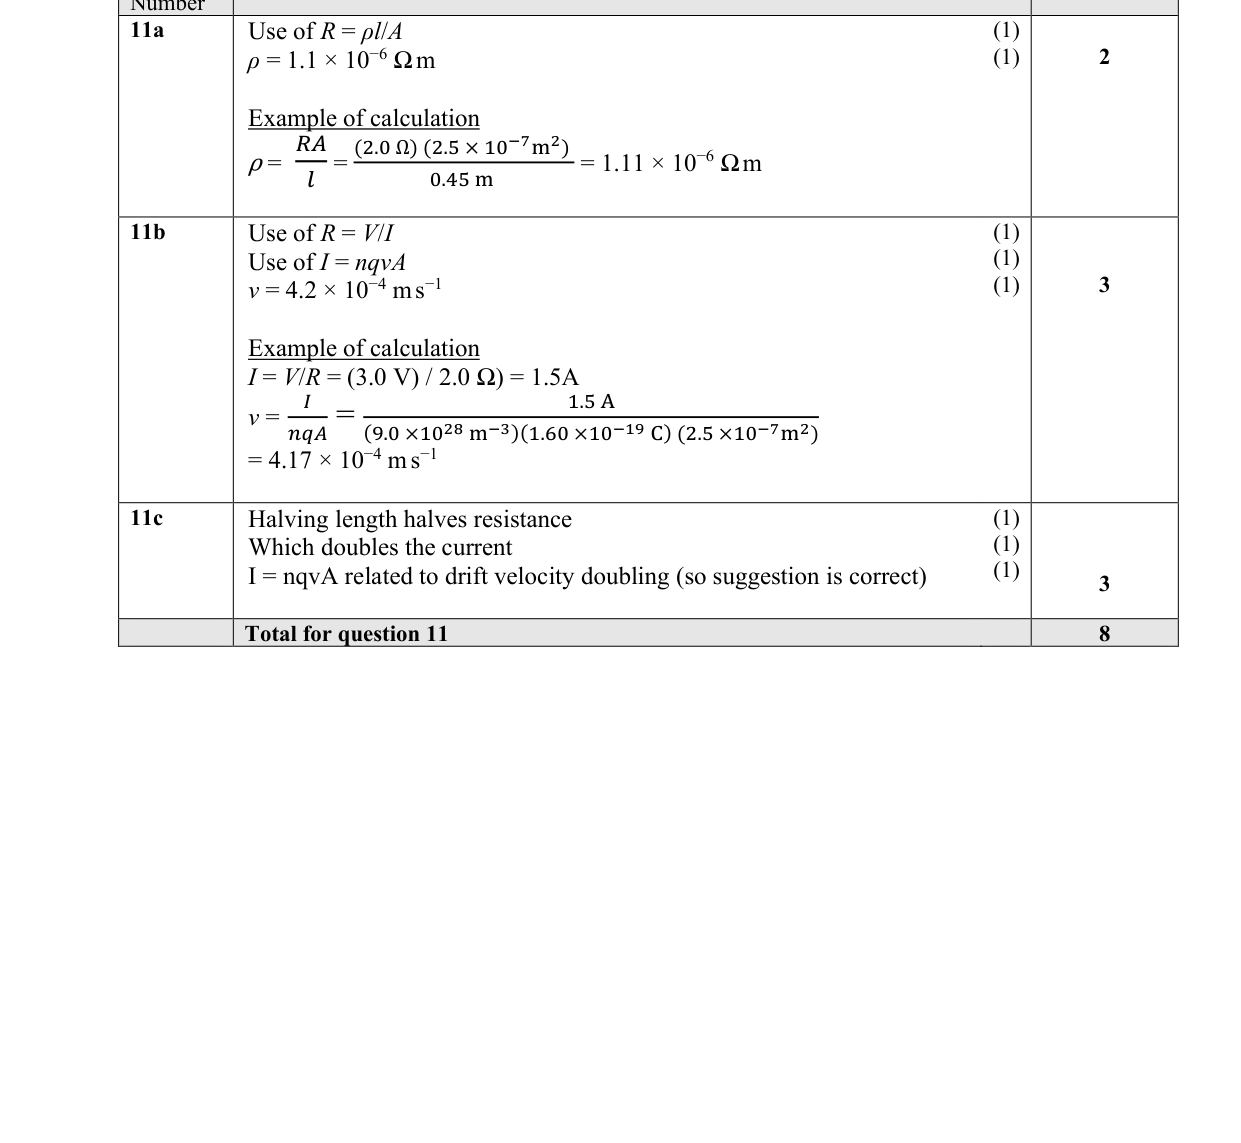 Number
11a
Use of R = ρl/A (1)
ρ = 1.1 × 10⁻⁶ Ω m (1)
2
Example of calculation
ρ = RA/l = (2.0 Ω) (2.5 × 10⁻⁷ m²)/0.45 m = 1.11 × 10⁻⁶ Ω m
11b
Use of R = V/I (1)
Use of I = nqvA (1)
v = 4.2 × 10⁻⁴ m s⁻¹ (1)
3
Example of calculation
I = V/R = (3.0 V) / 2.0 Ω) = 1.5A
v = I/nqA = 1.5 A/(9.0 ×10²⁸ m⁻³)(1.60 ×10⁻¹⁹ C) (2.5 ×10⁻⁷m²)
= 4.17 × 10⁻⁴ m s⁻¹
11c
Halving length halves resistance (1)
Which doubles the current (1)
I = nqvA related to drift velocity doubling (so suggestion is correct) (1)
3
Total for question 11 8